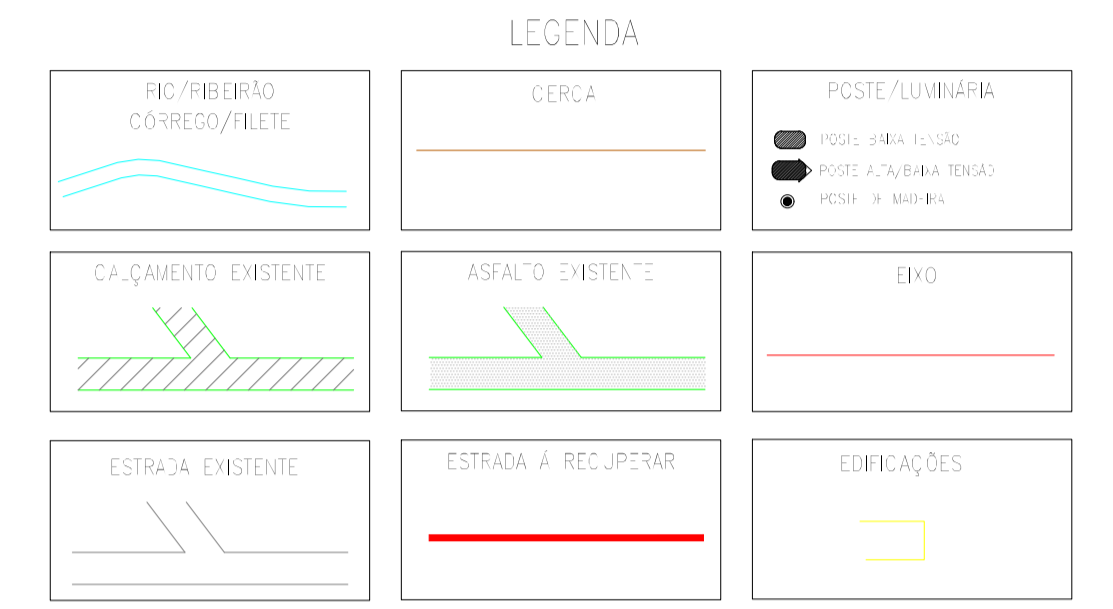 LEGENDA
RIO/RIBEIRÃO
CÓRREGO/FILETE
CERCA
POSTE/LUMINÁRIA
POSTE BAIXA TENSÃO
POSTE ALTA/BAIXA TENSÃO
POSTE DE MADEIRA
CALÇAMENTO EXISTENTE
ASFALTO EXISTENTE
EIXO
ESTRADA EXISTENTE
ESTRADA Á RECUPERAR
EDIFICAÇÕES